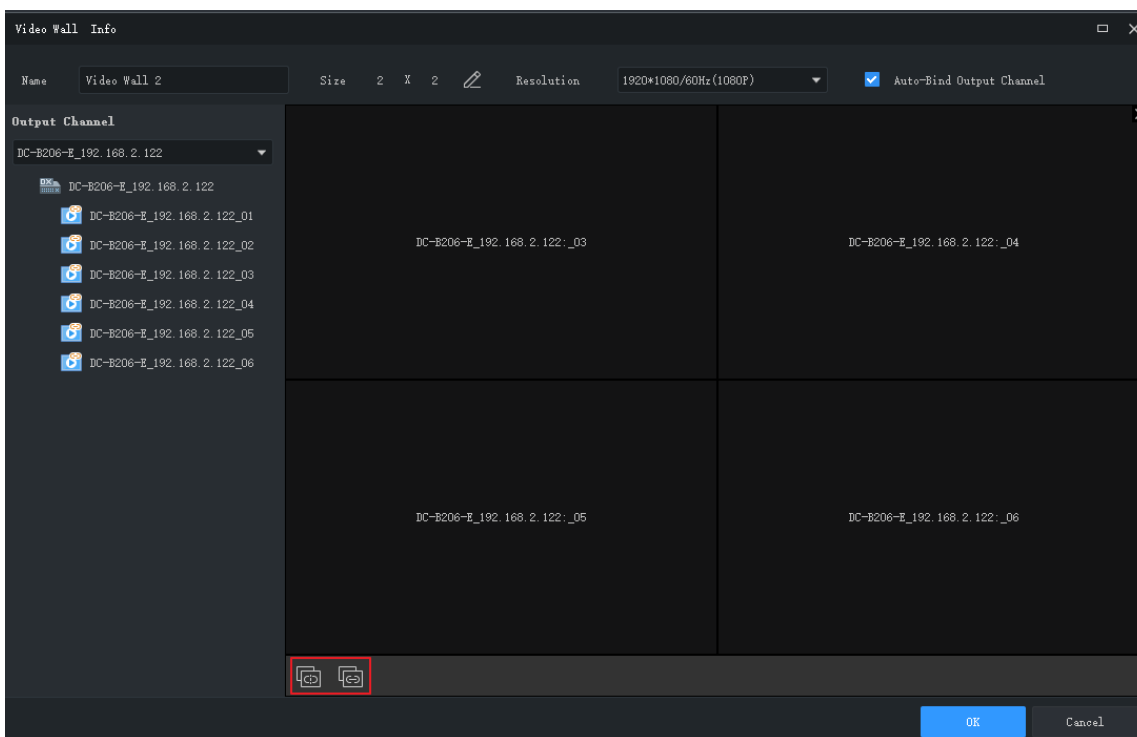 Video Wall Info
Name Video Wall 2 Size 2 X 2 Resolution 1920*1080/60Hz(1080P) Auto-Bind Output Channel
Output Channel
DC-B206-E_192.168.2.122
DC-B206-E_192.168.2.122
DC-B206-E_192.168.2.122_01
DC-B206-E_192.168.2.122_02
DC-B206-E_192.168.2.122_03
DC-B206-E_192.168.2.122_04
DC-B206-E_192.168.2.122_05
DC-B206-E_192.168.2.122_06
DC-B206-E_192.168.2.122:_03
DC-B206-E_192.168.2.122:_04
DC-B206-E_192.168.2.122:_05
DC-B206-E_192.168.2.122:_06
OK
Cancel